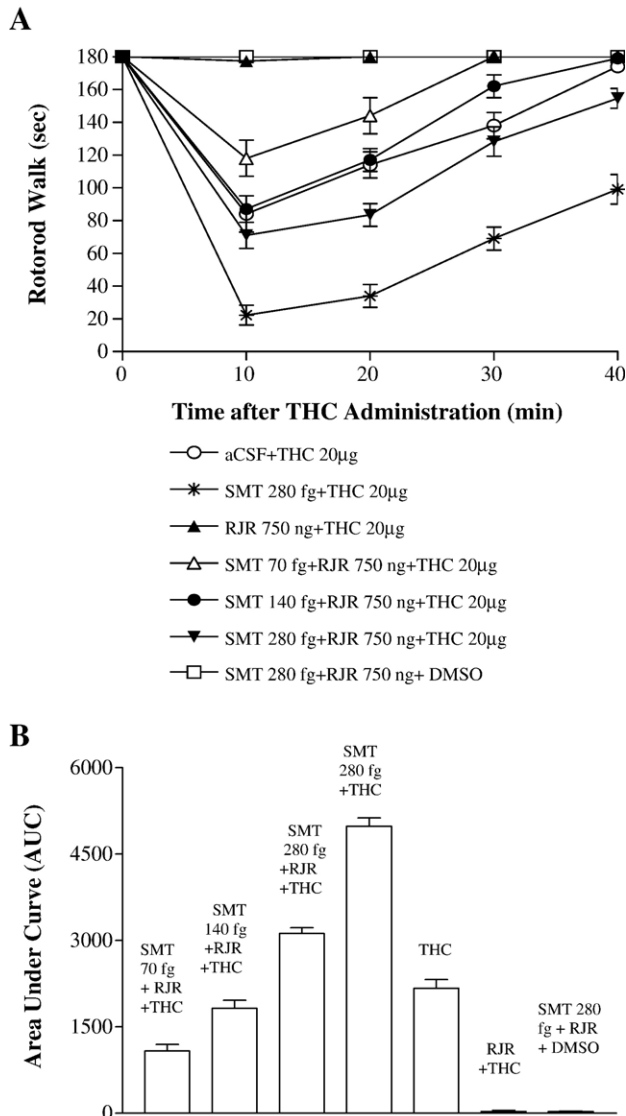 A
180
160
140
120
100
80
60
40
20
0
Rotorod Walk (sec)
0 10 20 30 40
Time after THC Administration (min)
aCSF+THC 20µg
SMT 280 fg+THC 20µg
RJR 750 ng+THC 20µg
SMT 70 fg+RJR 750 ng+THC 20µg
SMT 140 fg+RJR 750 ng+THC 20µg
SMT 280 fg+RJR 750 ng+THC 20µg
SMT 280 fg+RJR 750 ng+ DMSO
B
6000
4500
3000
1500
0
Area Under Curve (AUC)
SMT
70 fg
+ RJR
+THC
SMT
140 fg
+RJR
+THC
SMT
280 fg
+RJR
+THC
SMT
280 fg
+THC
THC
RJR
+THC
SMT 280
fg + RJR
+ DMSO